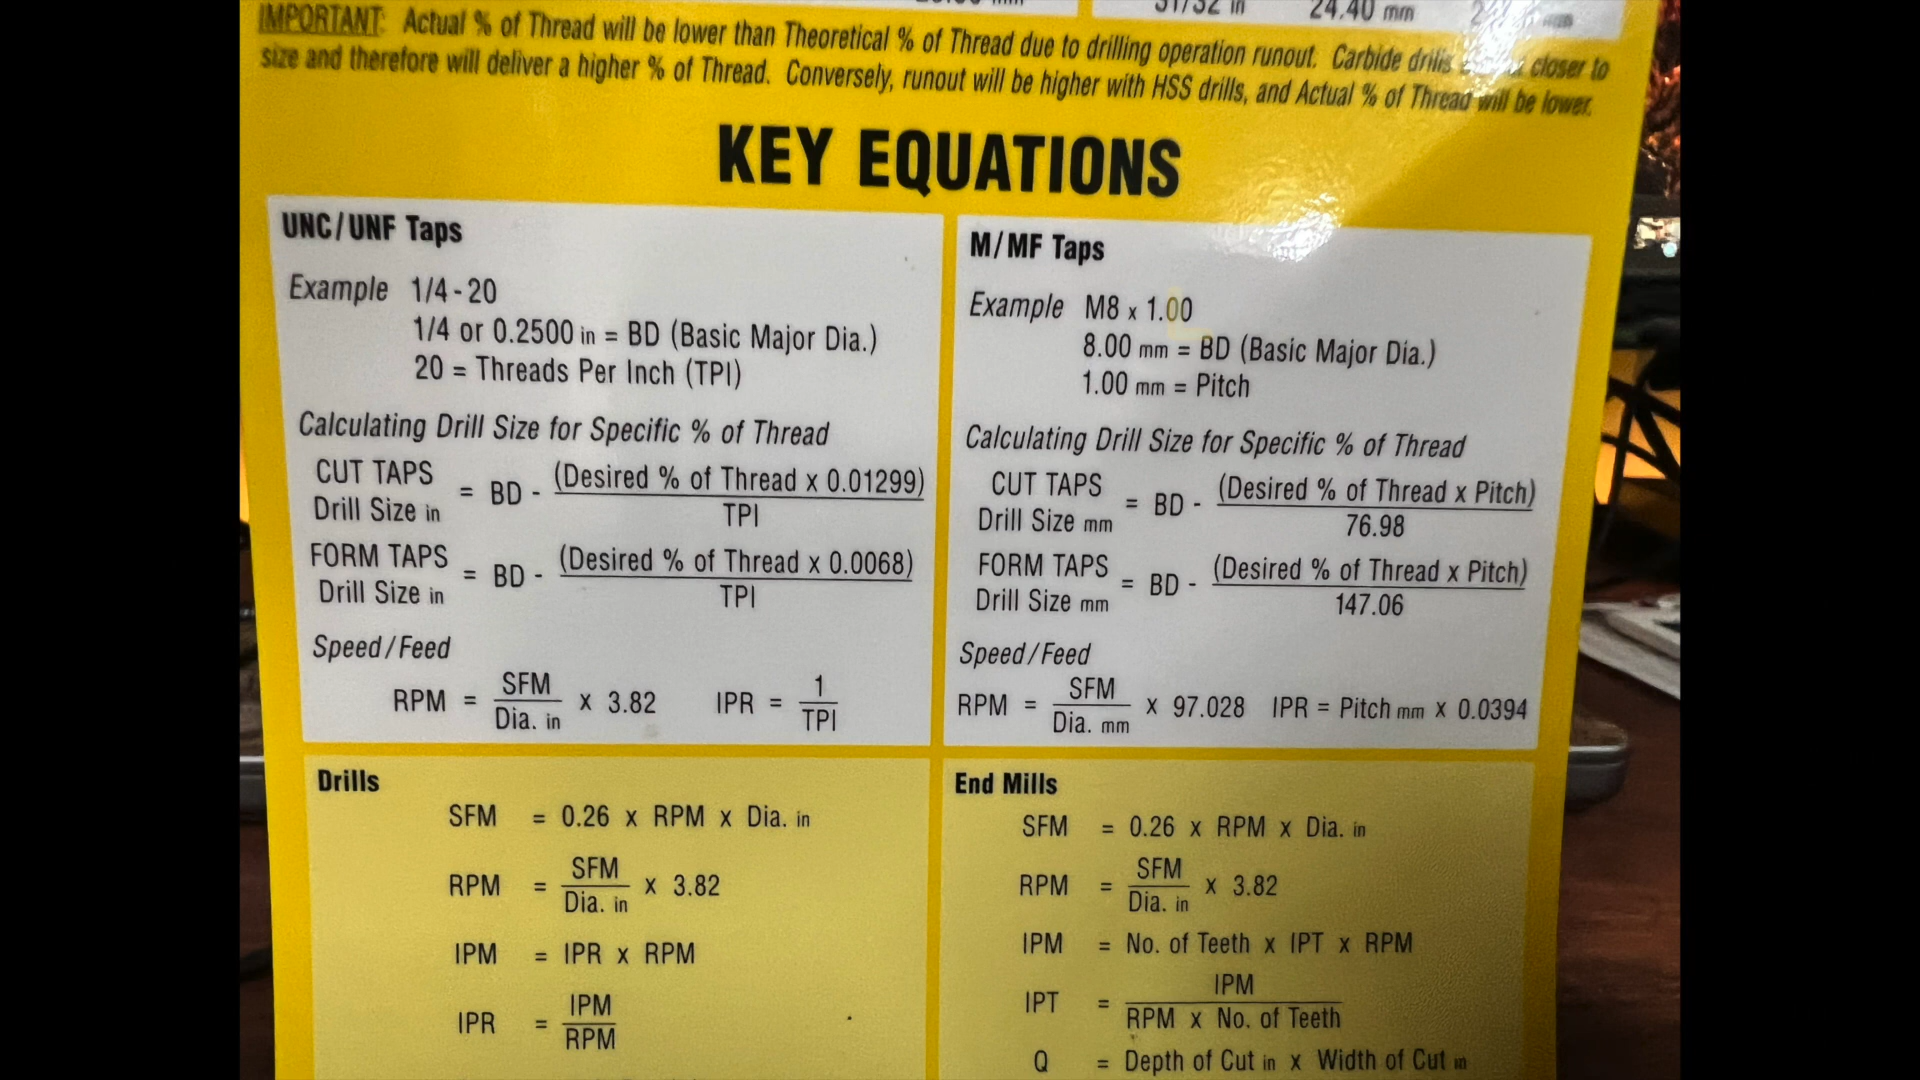 31/32 in 24.40 mm
IMPORTANT: Actual % of Thread will be lower than Theoretical % of Thread due to drilling operation runout. Carbide drills closer to
size and therefore will deliver a higher % of Thread. Conversely, runout will be higher with HSS drills, and Actual % of Thread will be lower.
KEY EQUATIONS
UNC/UNF Taps
Example 1/4-20
1/4 or 0.2500 in = BD (Basic Major Dia.)
20 = Threads Per Inch (TPI)
Calculating Drill Size for Specific % of Thread
CUT TAPS
Drill Size in = BD - (Desired % of Thread x 0.01299)
TPI
FORM TAPS
Drill Size in = BD - (Desired % of Thread x 0.0068)
TPI
Speed/Feed
RPM = SFM
Dia. in x 3.82 IPR = 1
TPI
M/MF Taps
Example M8 x 1.00
8.00 mm = BD (Basic Major Dia.)
1.00 mm = Pitch
Calculating Drill Size for Specific % of Thread
CUT TAPS
Drill Size mm = BD - (Desired % of Thread x Pitch)
76.98
FORM TAPS
Drill Size mm = BD - (Desired % of Thread x Pitch)
147.06
Speed/Feed
RPM = SFM
Dia. mm x 97.028 IPR = Pitch mm x 0.0394
Drills
SFM = 0.26 x RPM x Dia. in
RPM = SFM
Dia. in x 3.82
IPM = IPR x RPM
IPR = IPM
RPM
End Mills
SFM = 0.26 x RPM x Dia. in
RPM = SFM
Dia. in x 3.82
IPM = No. of Teeth x IPT x RPM
IPT = IPM
RPM x No. of Teeth
Q = Depth of Cut in x Width of Cut in